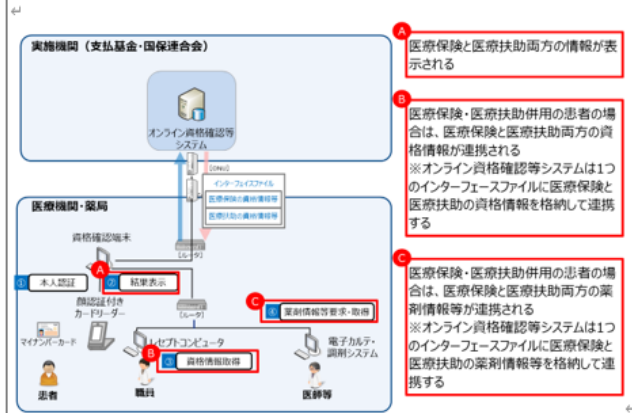 実施機関（支払基金・国保連合会）
オンライン資格確認等
システム
[ONU]
インターフェイスファイル
医療保険の資格情報等
医療扶助の資格情報等
医療機関・薬局
資格確認端末
[ルータ]
① 本人認証
A
② 結果表示
顔認証付き
カードリーダー
マイナンバーカード
[ルータ]
C
④ 薬剤情報等要求・取得
レセプトコンピュータ
B
③ 資格情報取得
電子カルテ・
調剤システム
患者
職員
医師等
A
医療保険と医療扶助両方の情報が表
示される
B
医療保険・医療扶助併用の患者の場
合は、医療保険と医療扶助両方の資
格情報が連携される
※オンライン資格確認等システムは1つ
のインターフェースファイルに医療保険と
医療扶助の資格情報を格納して連携
する
C
医療保険・医療扶助併用の患者の場
合は、医療保険と医療扶助両方の薬
剤情報等が連携される
※オンライン資格確認等システムは1つ
のインターフェースファイルに医療保険と
医療扶助の薬剤情報等を格納して連
携する